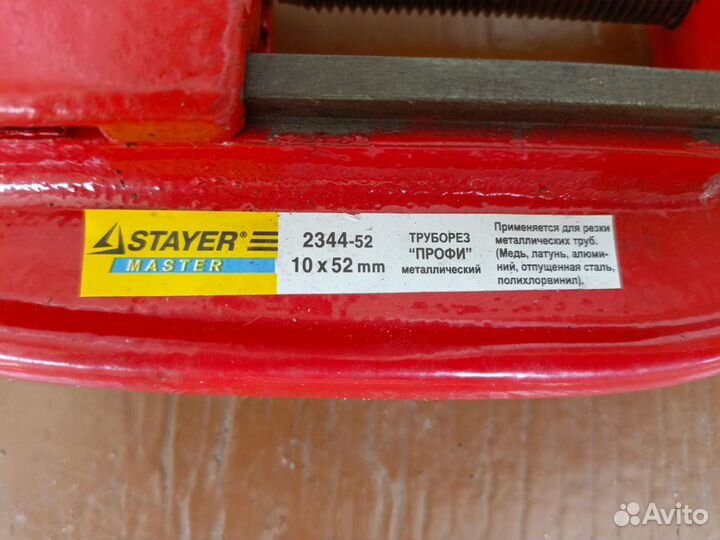 STAYER®
MASTER
2344-52
10 x 52 mm
ТРУБОРЕЗ
"ПРОФИ"
металлический
Применяется для резки
металлических труб.
(Медь, латунь, алюми-
ний, отпущенная сталь,
полихлорвинил).
Avito